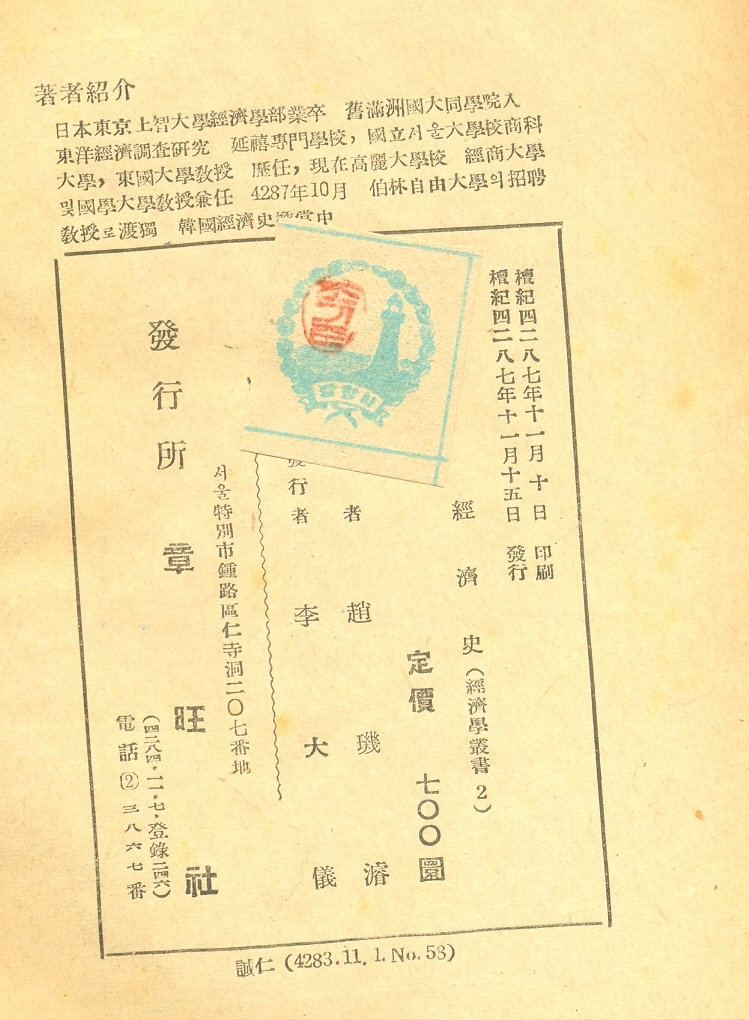 著者紹介
日本東京上智大學經濟學部業卒 舊滿洲國大同學院入
東洋經濟調査研究 延禧專門學校, 國立서울大學校商科
大學, 東國大學敎授 歷任, 現在高麗大學校 經商大學
및國學大學敎授兼任 4287年10月 伯林自由大學의招聘
敎授로渡獨 韓國經濟史 中
檀紀四二八七年十一月十日 印刷
檀紀四二八七年十一月十五日 發行
經濟史(經濟學叢書2)
定價 七〇〇圜
者 趙璣濬
發行者 李大儀
서울特別市鍾路區仁寺洞二〇七番地
發行所 章旺社
(四二八四·一一·七·登錄二四六)
電話②三八六七番
誠仁 (4283.11.1.No.53)